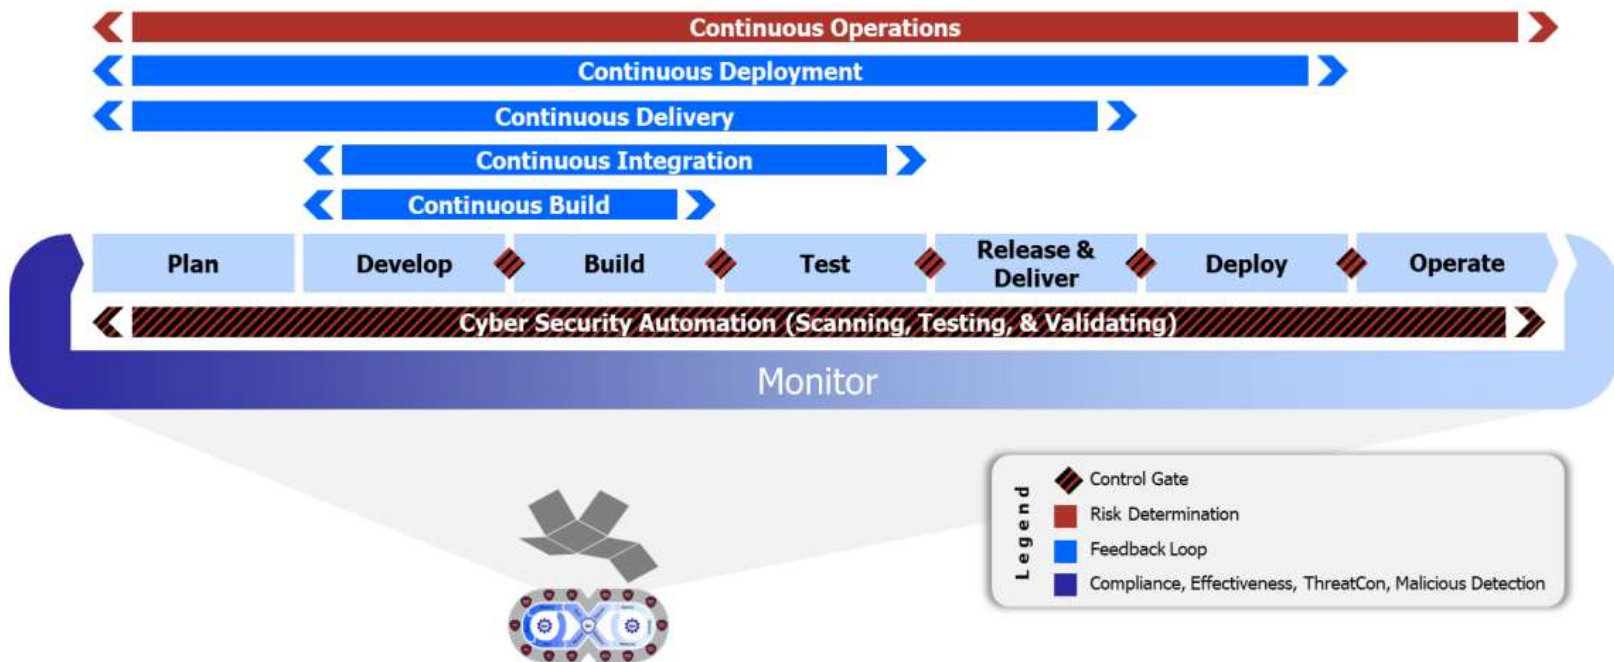 Continuous Operations
Continuous Deployment
Continuous Delivery
Continuous Integration
Continuous Build
Plan
Develop
Build
Test
Release &
Deliver
Deploy
Operate
Cyber Security Automation (Scanning, Testing, & Validating)
Monitor
Legend
Control Gate
Risk Determination
Feedback Loop
Compliance, Effectiveness, ThreatCon, Malicious Detection